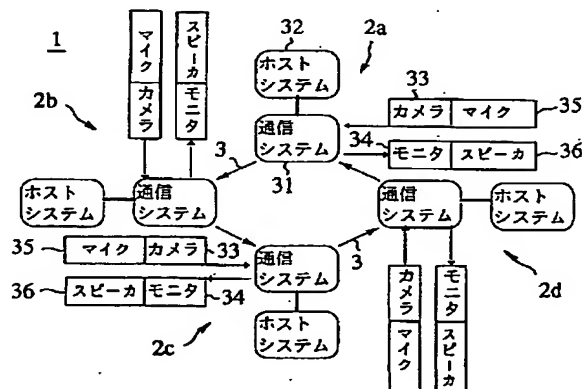 1
マイク
カメラ
スピーカ
モニタ
2b
32
ホスト
システム
2a
33
カメラ マイク
35
通信
システム
31
34
モニタ スピーカ
36
3
ホスト
システム
通信
システム
通信
システム
ホスト
システム
35
マイク カメラ
33
36
スピーカ モニタ
34
通信
システム
3
2c
ホスト
システム
カメラ
マイク
モニタ
スピーカ
2d